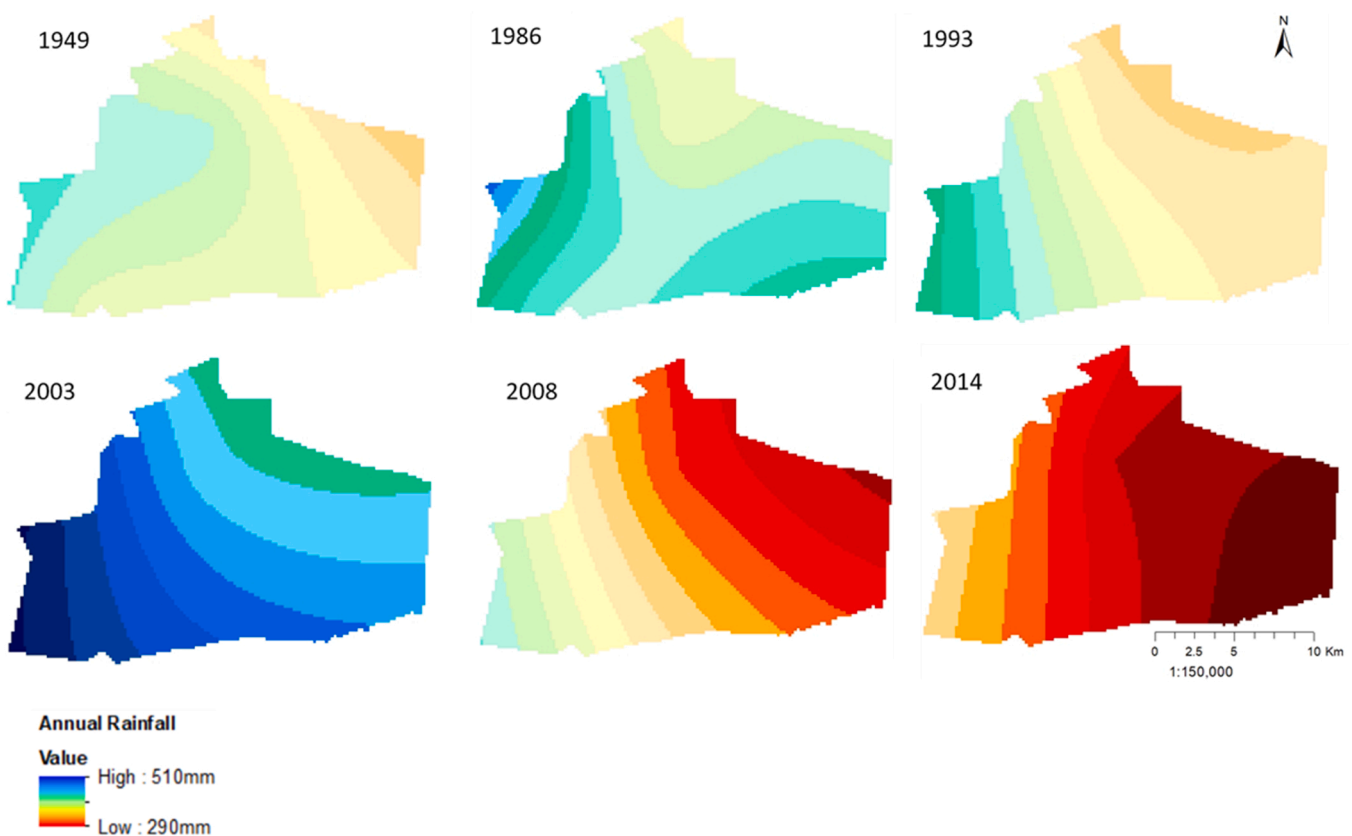 1949
1986
1993
N
2003
2008
2014
0 2.5 5 10 Km
1:150,000
Annual Rainfall
Value
High : 510mm
Low : 290mm